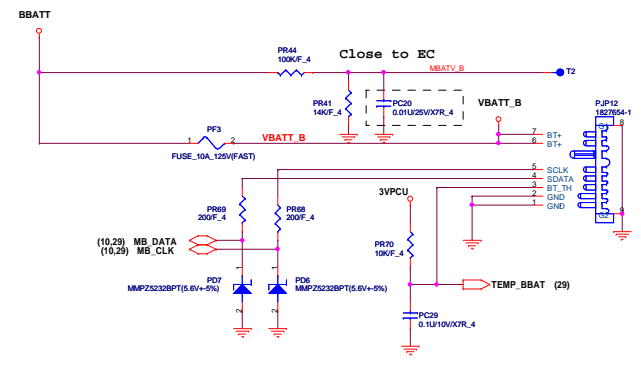 BBATT
PR44
100K/F_4
Close to EC
MBATV_B
T2
PR41
14K/F_4
PC20
0.01U/25V/X7R_4
VBATT_B
PJP12
1827654-1
8
G1
PF3
1
2
VBATT_B
FUSE_10A_125V(FAST)
7
BT+
6
BT+
5
SCLK
4
SDATA
3
BT_TH
2
GND
1
GND
G2
9
3VPCU
PR69
200/F_4
PR68
200/F_4
(10,29) MB_DATA
(10,29) MB_CLK
PR70
10K/F_4
1
1
PD7
MMPZ5232BPT(5.6V+-5%)
PD6
MMPZ5232BPT(5.6V+-5%)
2
2
TEMP_BBAT (29)
PC29
0.1U/10V/X7R_4